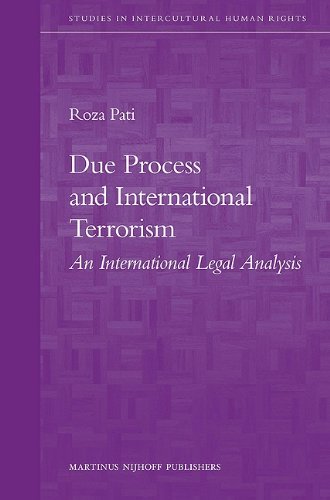 STUDIES IN INTERCULTURAL HUMAN RIGHTS
Roza Pati
Due Process
and International
Terrorism
An International Legal Analysis
MARTINUS NIJHOFF PUBLISHERS